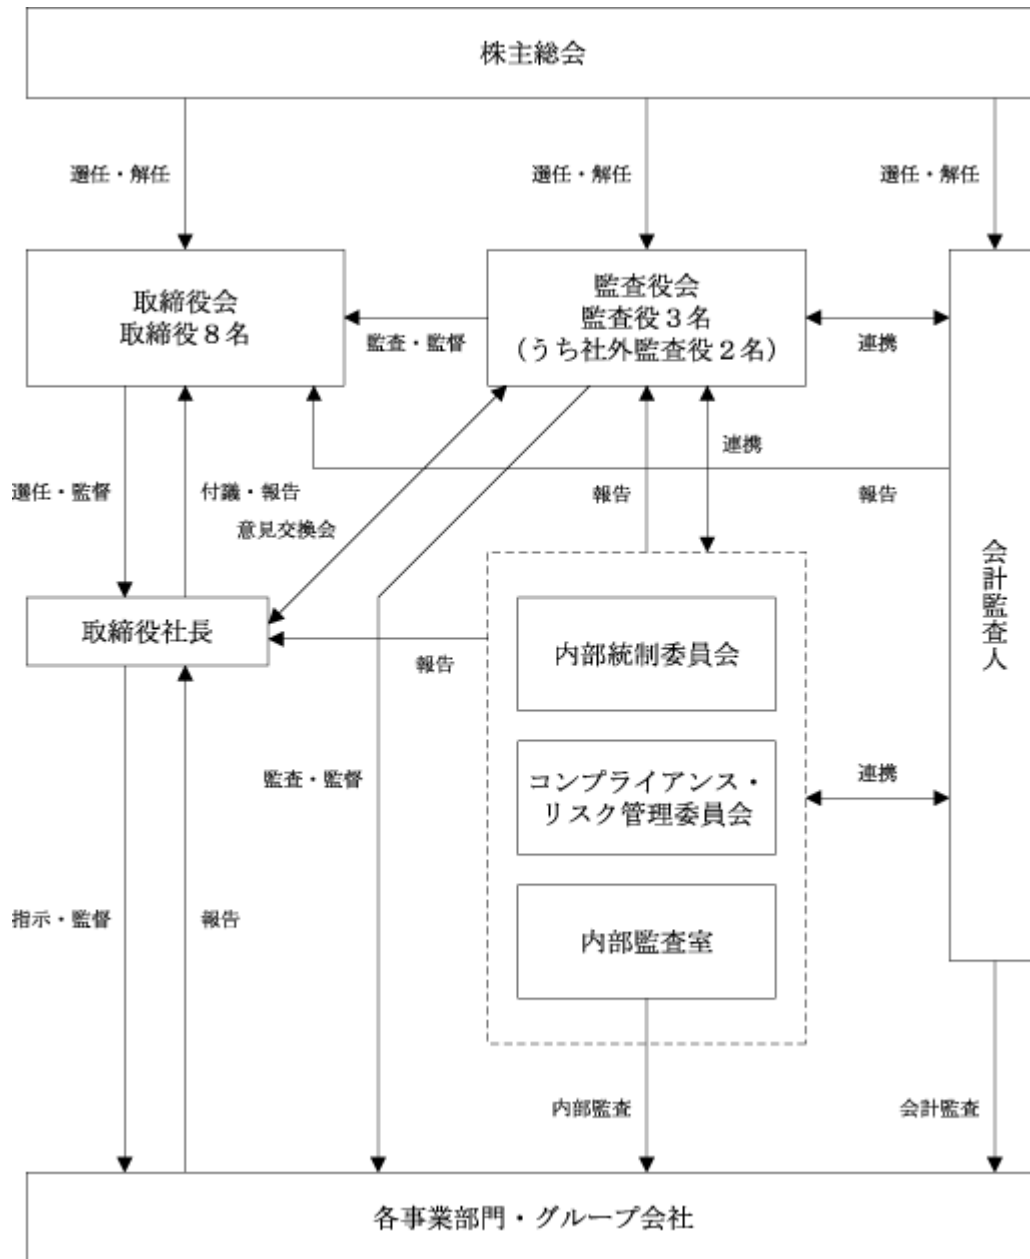 株主総会
選任・解任
選任・解任
選任・解任
取締役会
取締役８名
監査・監督
監査役会
監査役３名
（うち社外監査役２名）
連携
連携
選任・監督
付議・報告
報告
報告
意見交換会
会計監査人
取締役社長
報告
内部統制委員会
監査・監督
コンプライアンス・
リスク管理委員会
連携
指示・監督
報告
内部監査室
内部監査
会計監査
各事業部門・グループ会社